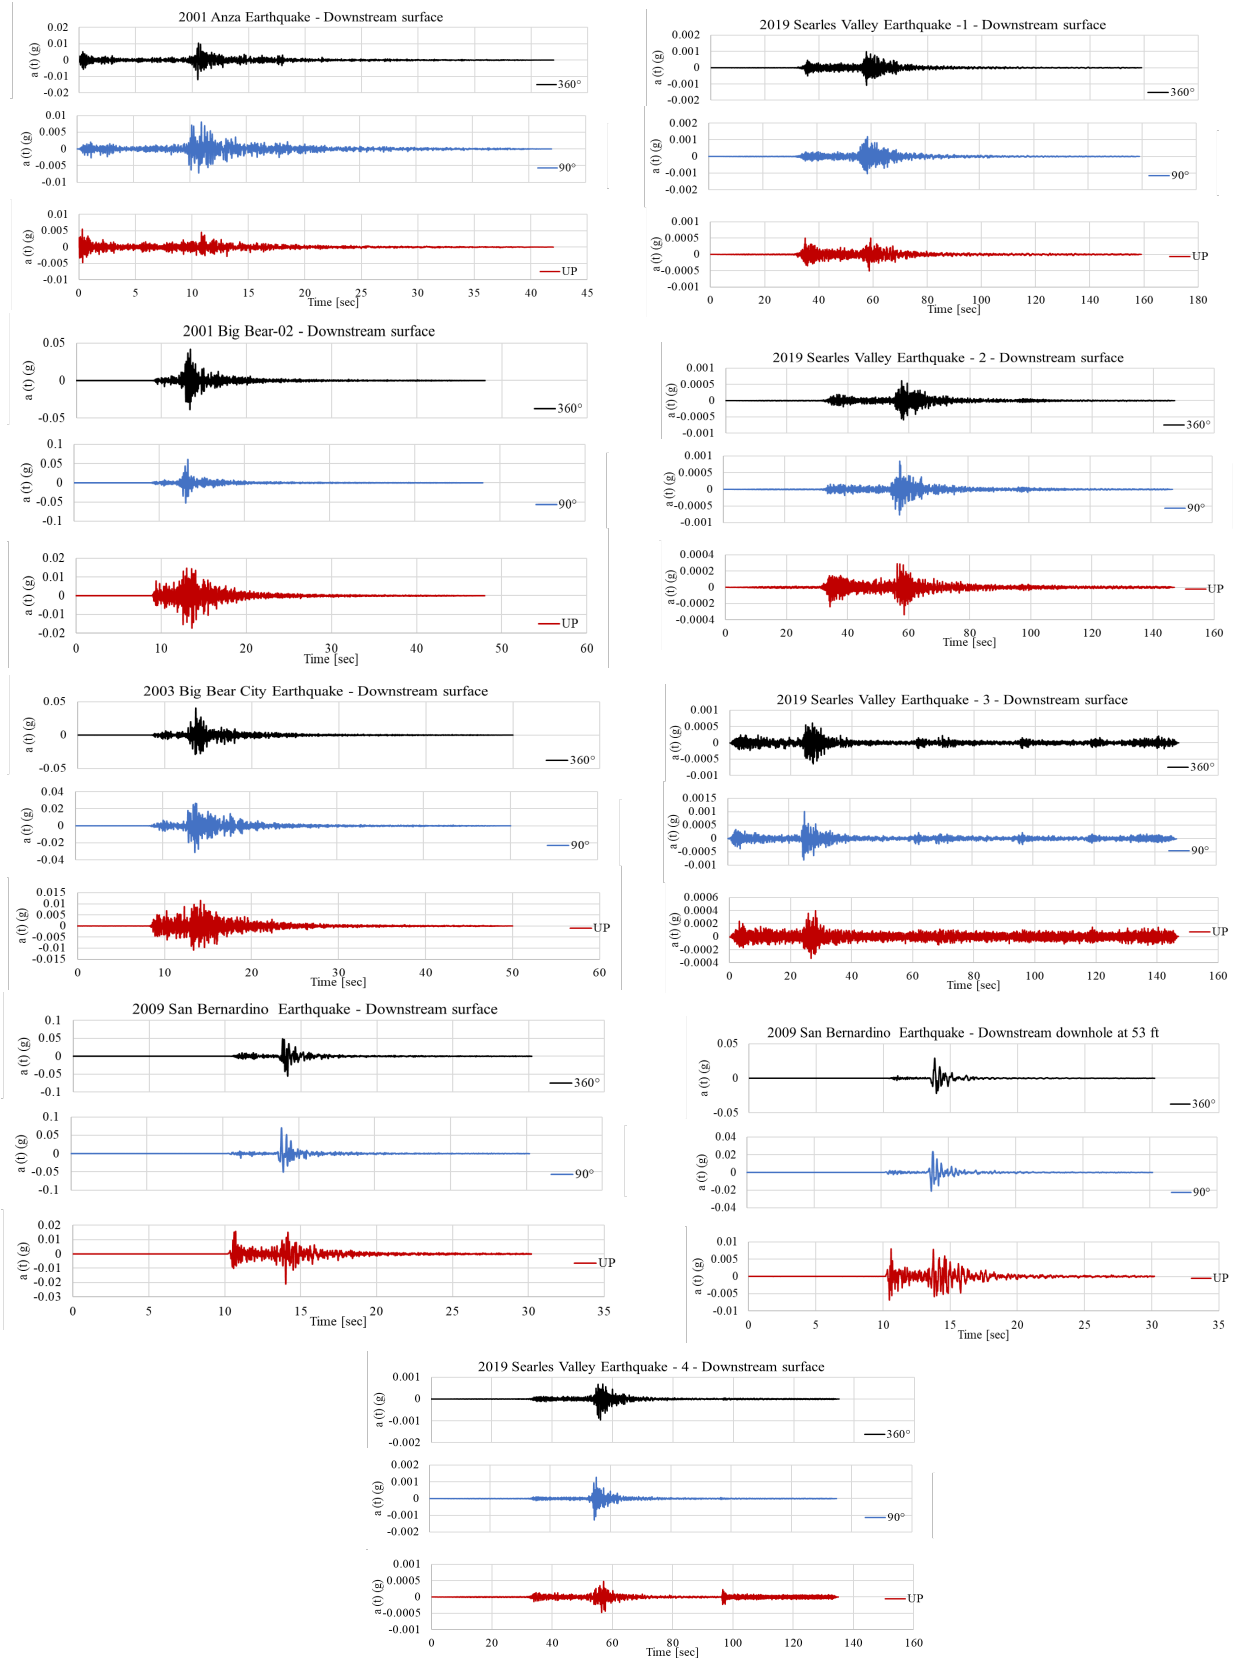 2001 Anza Earthquake - Downstream surface
0.02
0.01
0
-0.01
-0.02
a (t) (g)
360°
0.01
0.005
0
-0.005
-0.01
a (t) (g)
90°
0.01
0.005
0
-0.005
-0.01
a (t) (g)
UP
0 5 10 15 20 25 30 35 40 45
Time [sec]
2019 Searles Valley Earthquake -1 - Downstream surface
0.002
0.001
0
-0.001
-0.002
a (t) (g)
360°
0.002
0.001
0
-0.001
-0.002
a (t) (g)
90°
0.001
0.0005
0
-0.0005
-0.001
a (t) (g)
UP
0 20 40 60 80 100 120 140 160 180
Time [sec]
2001 Big Bear-02 - Downstream surface
0.05
0
-0.05
a (t) (g)
360°
0.1
0.05
0
-0.05
-0.1
a (t) (g)
90°
0.02
0.01
0
-0.01
-0.02
a (t) (g)
UP
0 10 20 30 40 50 60
Time [sec]
2019 Searles Valley Earthquake - 2 - Downstream surface
0.001
0.0005
0
-0.0005
-0.001
a (t) (g)
360°
0.001
0.0005
0
-0.0005
-0.001
a (t) (g)
90°
0.0004
0.0002
0
-0.0002
-0.0004
a (t) (g)
UP
0 20 40 60 80 100 120 140 160
Time [sec]
2003 Big Bear City Earthquake - Downstream surface
0.05
0
-0.05
a (t) (g)
360°
0.04
0.02
0
-0.02
-0.04
a (t) (g)
90°
0.015
0.01
0.005
0
-0.005
-0.01
-0.015
a (t) (g)
UP
0 10 20 30 40 50 60
Time [sec]
2019 Searles Valley Earthquake - 3 - Downstream surface
0.001
0.0005
0
-0.0005
-0.001
a (t) (g)
360°
0.0015
0.001
0.0005
0
-0.0005
-0.001
a (t) (g)
90°
0.0006
0.0004
0.0002
0
-0.0002
-0.0004
a (t) (g)
UP
0 20 40 60 80 100 120 140 160
Time [sec]
2009 San Bernardino Earthquake - Downstream surface
0.1
0.05
0
-0.05
-0.1
a (t) (g)
360°
0.1
0.05
0
-0.05
-0.1
a (t) (g)
90°
0.02
0.01
0
-0.01
-0.02
-0.03
a (t) (g)
UP
0 5 10 15 20 25 30 35
Time [sec]
2009 San Bernardino Earthquake - Downstream downhole at 53 ft
0.05
0
-0.05
a (t) (g)
360°
0.04
0.02
0
-0.02
-0.04
a (t) (g)
90°
0.01
0.005
0
-0.005
-0.01
a (t) (g)
UP
0 5 10 15 20 25 30 35
Time [sec]
2019 Searles Valley Earthquake - 4 - Downstream surface
0.001
0
-0.001
-0.002
a (t) (g)
360°
0.002
0.001
0
-0.001
-0.002
a (t) (g)
90°
0.001
0.0005
0
-0.0005
-0.001
a (t) (g)
UP
0 20 40 60 80 100 120 140 160
Time [sec]